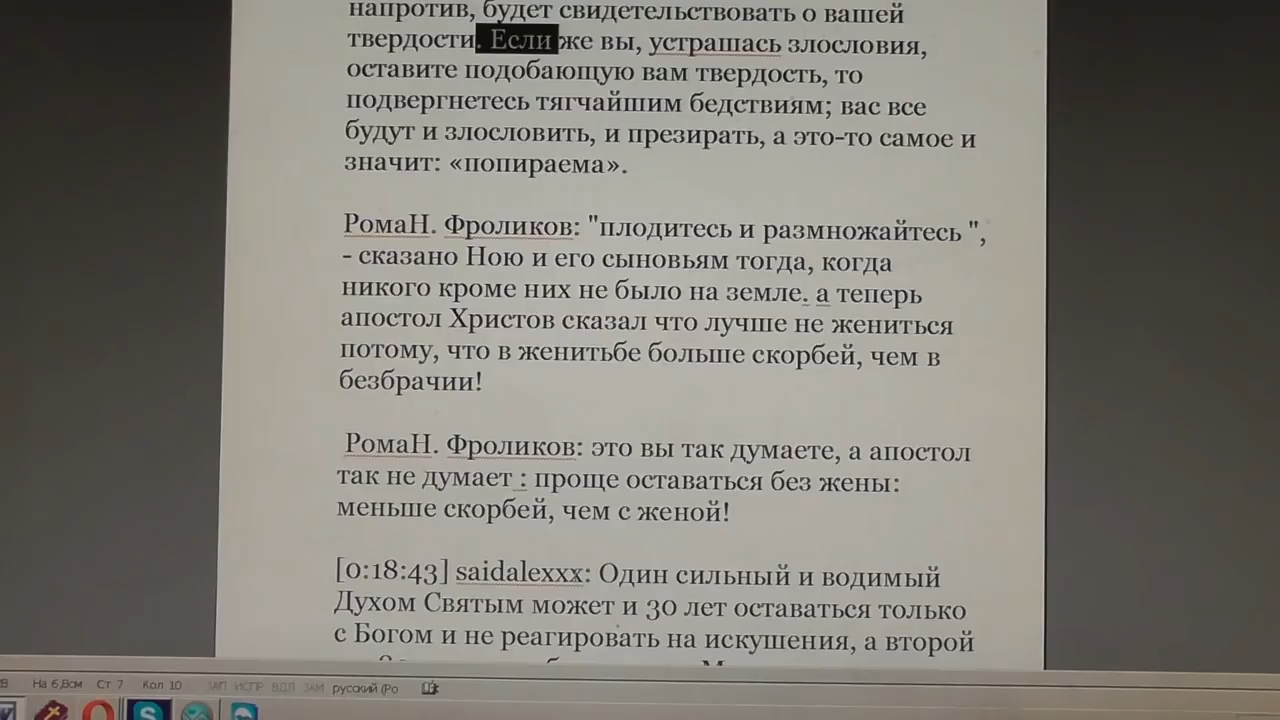 напротив, будет свидетельствовать о вашей
твердости. Если же вы, устрашась злословия,
оставите подобающую вам твердость, то
подвергнетесь тягчайшим бедствиям; вас все
будут и злословить, и презирать, а это-то самое и
значит: «попираема».
РомаН. Фроликов: "плодитесь и размножайтесь ",
- сказано Ною и его сыновьям тогда, когда
никого кроме них не было на земле. а теперь
апостол Христов сказал что лучше не жениться
потому, что в женитьбе больше скорбей, чем в
безбрачии!
РомаН. Фроликов: это вы так думаете, а апостол
так не думает : проще оставаться без жены:
меньше скорбей, чем с женой!
[0:18:43] saidalexxx: Один сильный и водимый
Духом Святым может и 30 лет оставаться только
с Богом и не реагировать на искушения, а второй
На 6,8см Ст 7 Кол 10 ЗАП ИСПР ВДЛ ЗАМ русский (Ро